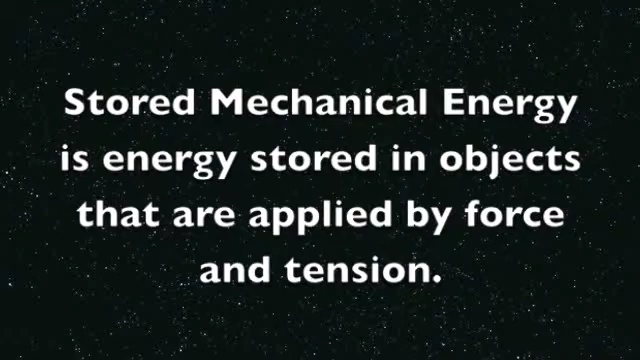 Stored Mechanical Energy
is energy stored in objects
that are applied by force
and tension.